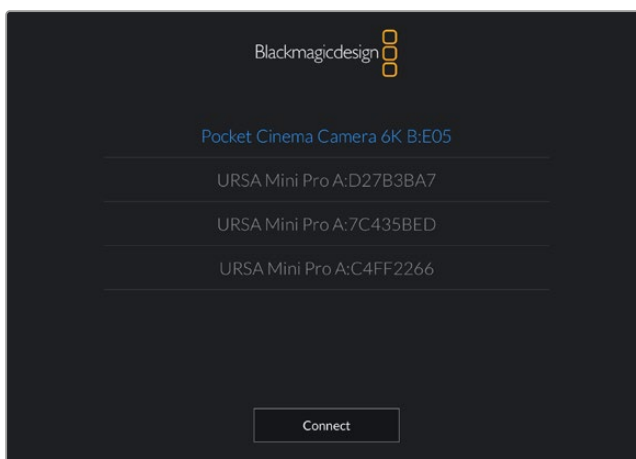 Blackmagicdesign
Pocket Cinema Camera 6K B:E05
URSA Mini Pro A:D27B3BA7
URSA Mini Pro A:7C435BED
URSA Mini Pro A:C4FF2266
Connect